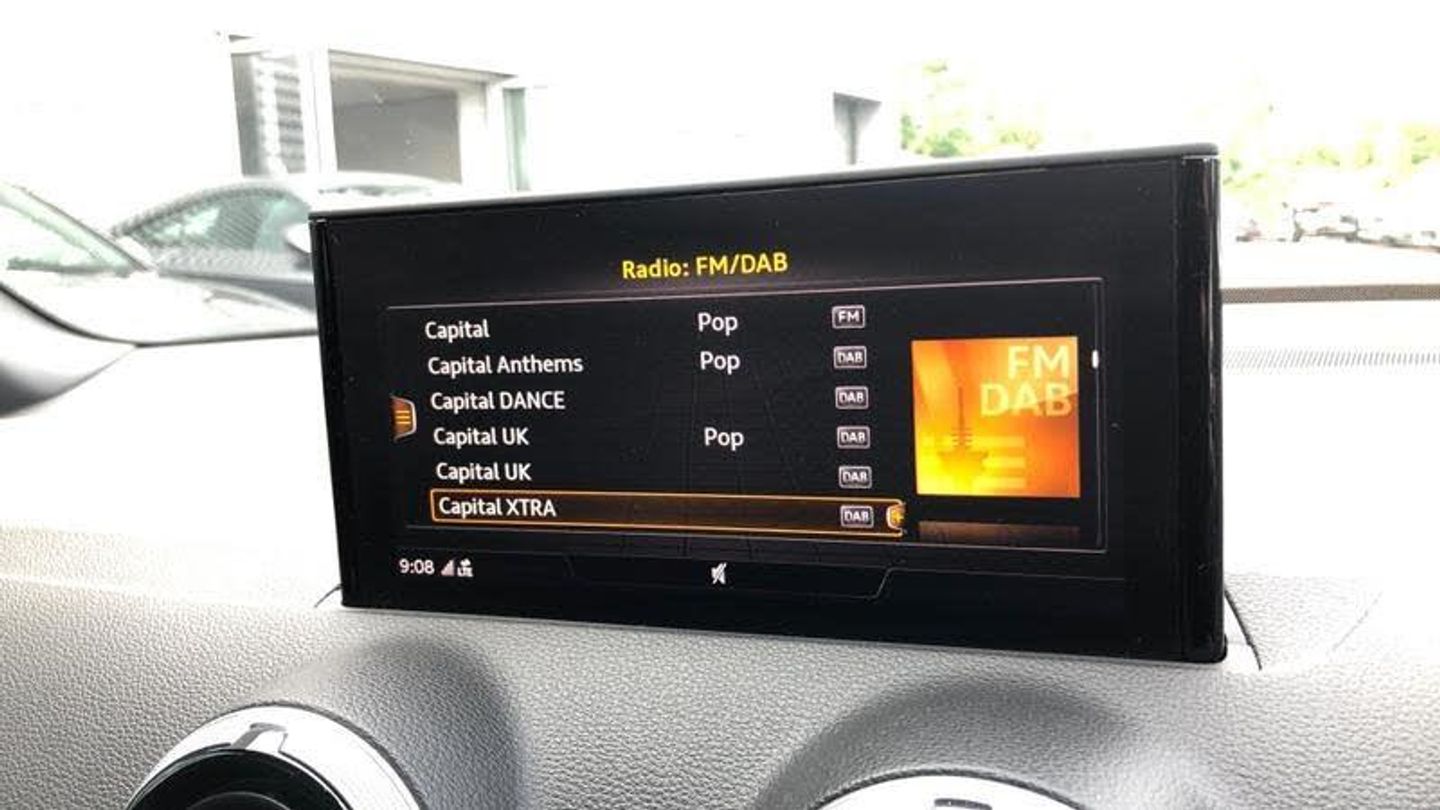 Radio: FM/DAB
Capital Pop FM
Capital Anthems Pop DAB
Capital DANCE DAB
Capital UK Pop DAB
Capital UK DAB
Capital XTRA DAB
FM
DAB
9:08 LTE